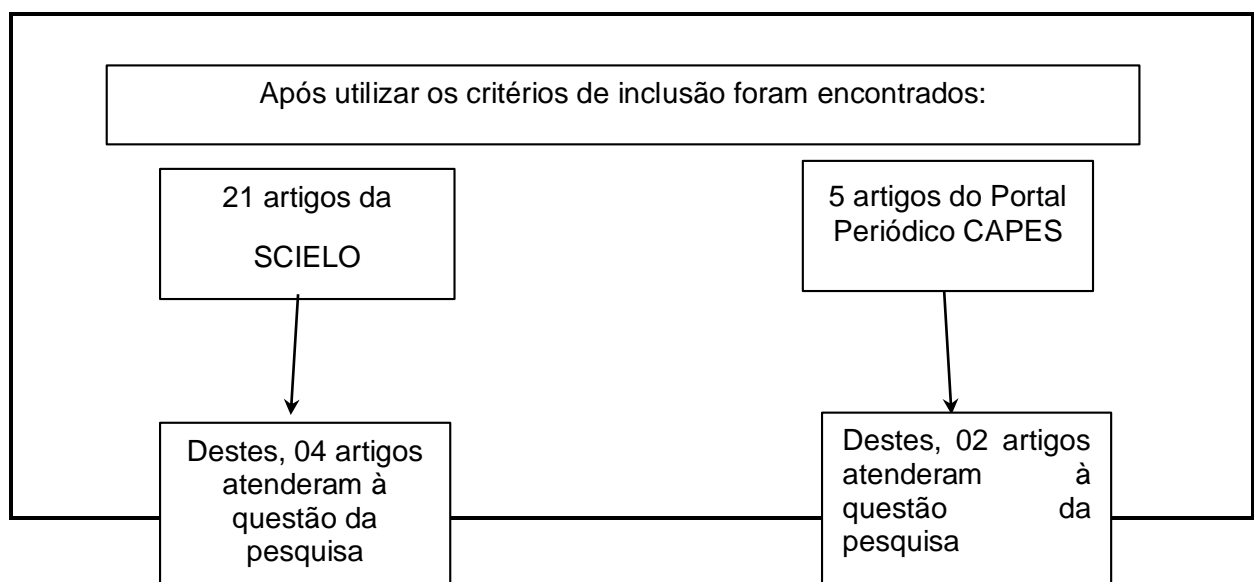 Após utilizar os critérios de inclusão foram encontrados:
21 artigos da
SCIELO
5 artigos do Portal
Periódico CAPES
Destes, 04 artigos
atenderam à
questão da
pesquisa
Destes, 02 artigos
atenderam à
questão da
pesquisa